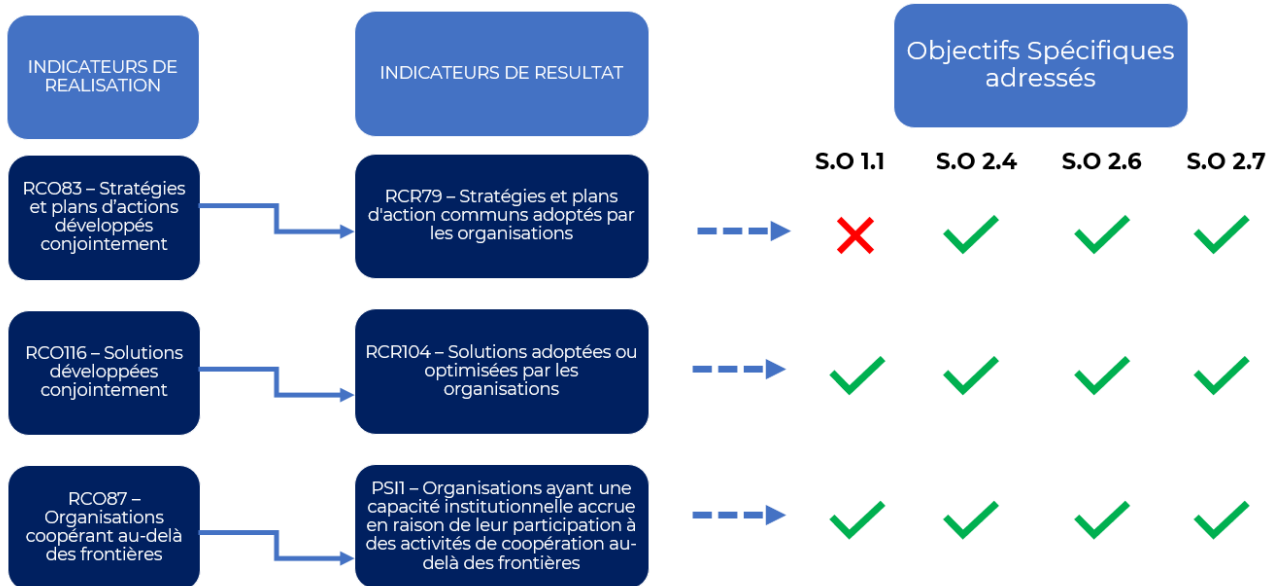 INDICATEURS DE
REALISATION
INDICATEURS DE RESULTAT
Objectifs Spécifiques
adressés
S.O 1.1
S.O 2.4
S.O 2.6
S.O 2.7
RCO83 – Stratégies
et plans d'actions
développés
conjointement
RCR79 – Stratégies et plans
d'action communs adoptés par
les organisations
RCO116 – Solutions
développées
conjointement
RCR104 – Solutions adoptées ou
optimisées par les
organisations
RCO87 –
Organisations
coopérant au-delà
des frontières
PSI1 – Organisations ayant une
capacité institutionnelle accrue
en raison de leur participation à
des activités de coopération au-
delà des frontières